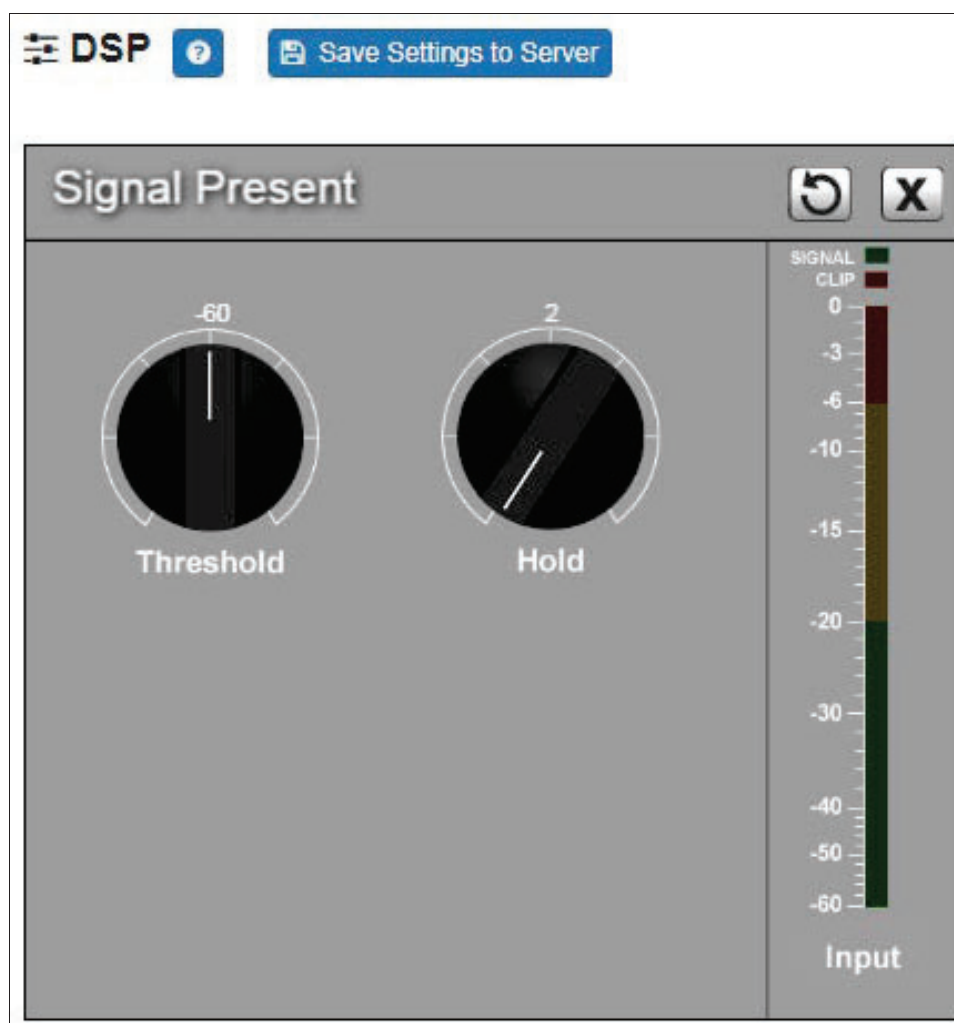 DSP ? Save Settings to Server
Signal Present X
SIGNAL
CLIP
0
-3
-6
-10
-15
-20
-30
-40
-50
-60
Input
-60
Threshold
2
Hold